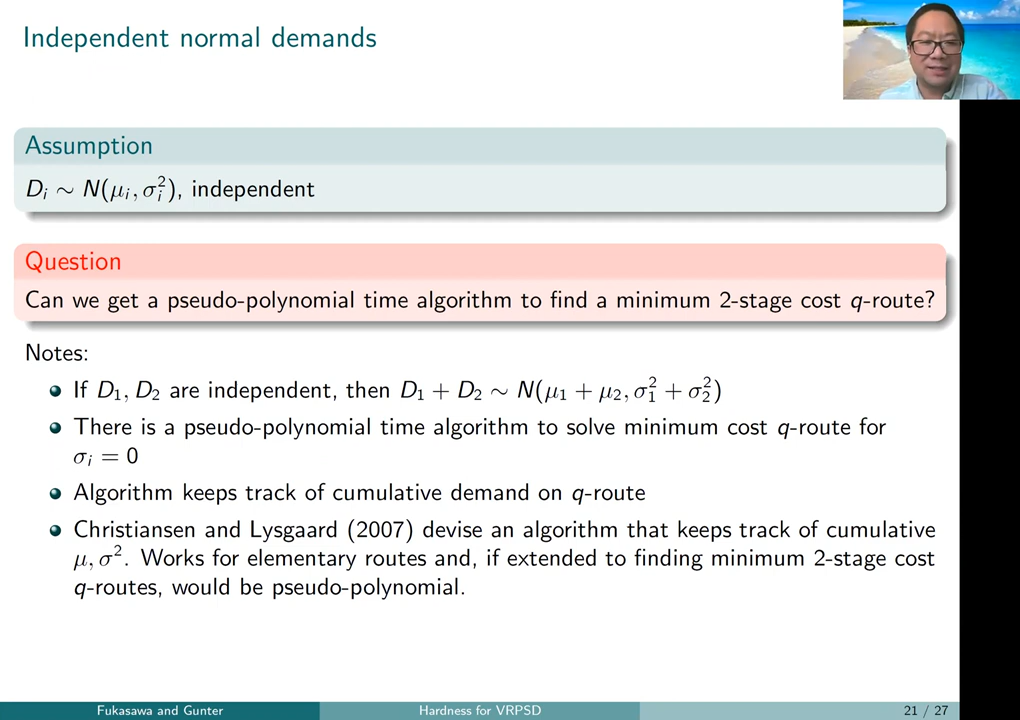 Independent normal demands
Assumption
Dᵢ ∼ N(μᵢ, σᵢ²), independent
Question
Can we get a pseudo-polynomial time algorithm to find a minimum 2-stage cost q-route?
Notes:
If D₁, D₂ are independent, then D₁ + D₂ ∼ N(μ₁ + μ₂, σ₁² + σ₂²)
There is a pseudo-polynomial time algorithm to solve minimum cost q-route for
σᵢ = 0
Algorithm keeps track of cumulative demand on q-route
Christiansen and Lysgaard (2007) devise an algorithm that keeps track of cumulative
μ, σ². Works for elementary routes and, if extended to finding minimum 2-stage cost
q-routes, would be pseudo-polynomial.
Fukasawa and Gunter
Hardness for VRPSD
21 / 27